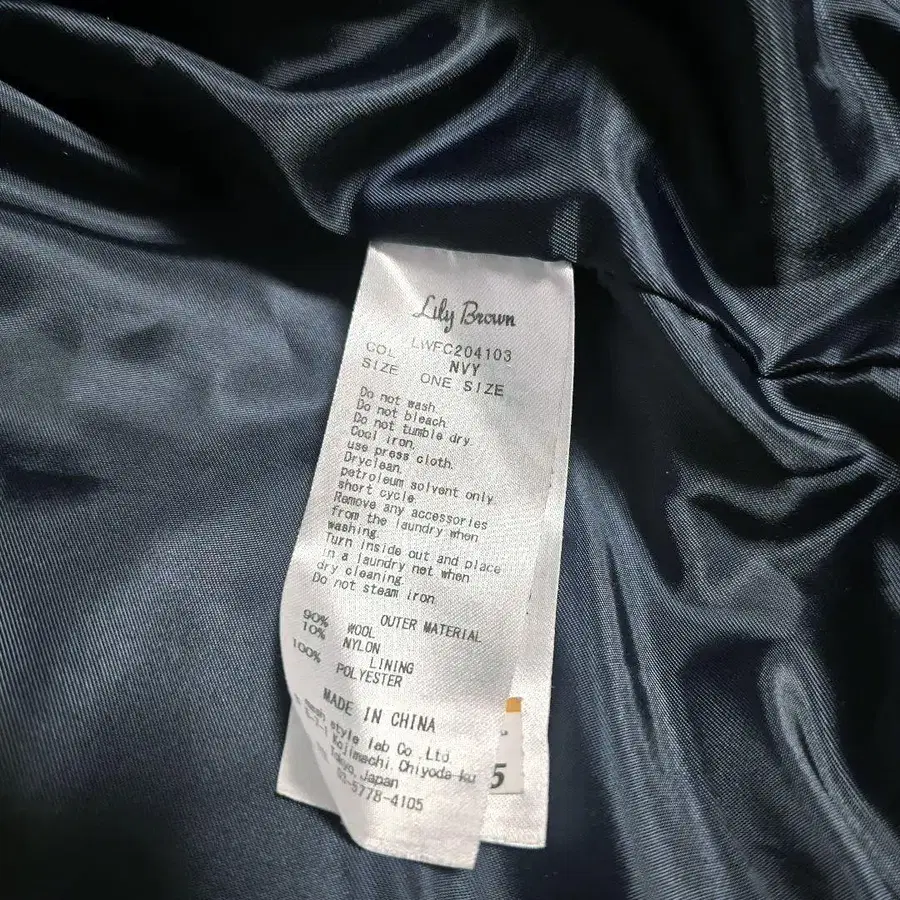 Lily Brown
LWFC204103
COL NVY
SIZE ONE SIZE
Do not wash.
Do not bleach.
Do not tumble dry.
Cool iron.
use press cloth.
Dryclean.
petroleum solvent only.
short cycle.
Remove any accessories
from the laundry when
washing.
Turn inside out and place
in a laundry net when
dry cleaning.
Do not steam iron.
OUTER MATERIAL
90% WOOL
10% NYLON
LINING
100% POLYESTER
MADE IN CHINA
style lab Co.,Ltd.
Kojimachi, Chiyoda-ku
Tokyo, Japan
03-5778-4105
5